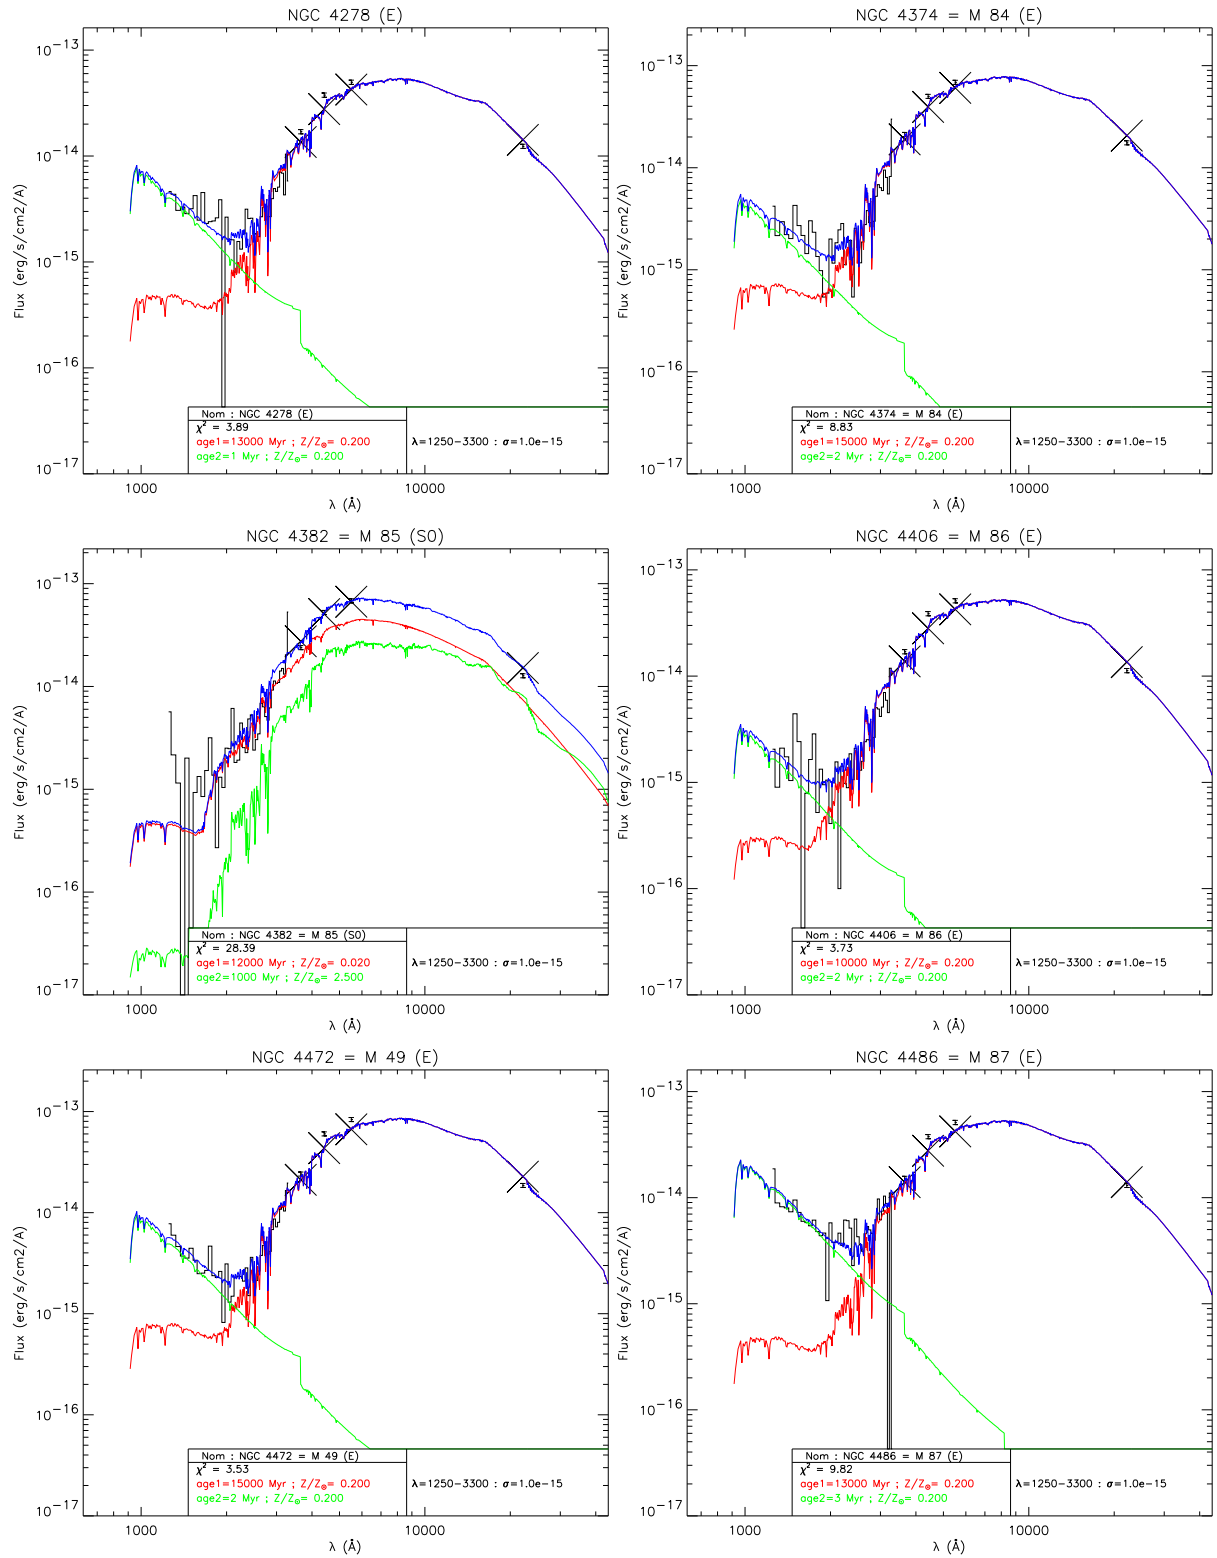 NGC 4278 (E)
10⁻¹³
10⁻¹⁴
10⁻¹⁵
10⁻¹⁶
10⁻¹⁷
Flux (erg/s/cm2/A)
Nom : NGC 4278 (E)
χ² = 3.89
age1=13000 Myr ; Z/Z⊙= 0.200
age2=1 Myr ; Z/Z⊙= 0.200
λ=1250-3300 : σ=1.0e-15
1000
10000
λ (Å)
NGC 4374 = M 84 (E)
10⁻¹³
10⁻¹⁴
10⁻¹⁵
10⁻¹⁶
10⁻¹⁷
Flux (erg/s/cm2/A)
Nom : NGC 4374 = M 84 (E)
χ² = 8.83
age1=15000 Myr ; Z/Z⊙= 0.200
age2=2 Myr ; Z/Z⊙= 0.200
λ=1250-3300 : σ=1.0e-15
1000
10000
λ (Å)
NGC 4382 = M 85 (S0)
10⁻¹³
10⁻¹⁴
10⁻¹⁵
10⁻¹⁶
10⁻¹⁷
Flux (erg/s/cm2/A)
Nom : NGC 4382 = M 85 (S0)
χ² = 28.39
age1=12000 Myr ; Z/Z⊙= 0.020
age2=1000 Myr ; Z/Z⊙= 2.500
λ=1250-3300 : σ=1.0e-15
1000
10000
λ (Å)
NGC 4406 = M 86 (E)
10⁻¹³
10⁻¹⁴
10⁻¹⁵
10⁻¹⁶
10⁻¹⁷
Flux (erg/s/cm2/A)
Nom : NGC 4406 = M 86 (E)
χ² = 3.73
age1=10000 Myr ; Z/Z⊙= 0.200
age2=2 Myr ; Z/Z⊙= 0.200
λ=1250-3300 : σ=1.0e-15
1000
10000
λ (Å)
NGC 4472 = M 49 (E)
10⁻¹³
10⁻¹⁴
10⁻¹⁵
10⁻¹⁶
10⁻¹⁷
Flux (erg/s/cm2/A)
Nom : NGC 4472 = M 49 (E)
χ² = 3.53
age1=15000 Myr ; Z/Z⊙= 0.200
age2=2 Myr ; Z/Z⊙= 0.200
λ=1250-3300 : σ=1.0e-15
1000
10000
λ (Å)
NGC 4486 = M 87 (E)
10⁻¹³
10⁻¹⁴
10⁻¹⁵
10⁻¹⁶
10⁻¹⁷
Flux (erg/s/cm2/A)
Nom : NGC 4486 = M 87 (E)
χ² = 9.82
age1=13000 Myr ; Z/Z⊙= 0.200
age2=3 Myr ; Z/Z⊙= 0.200
λ=1250-3300 : σ=1.0e-15
1000
10000
λ (Å)